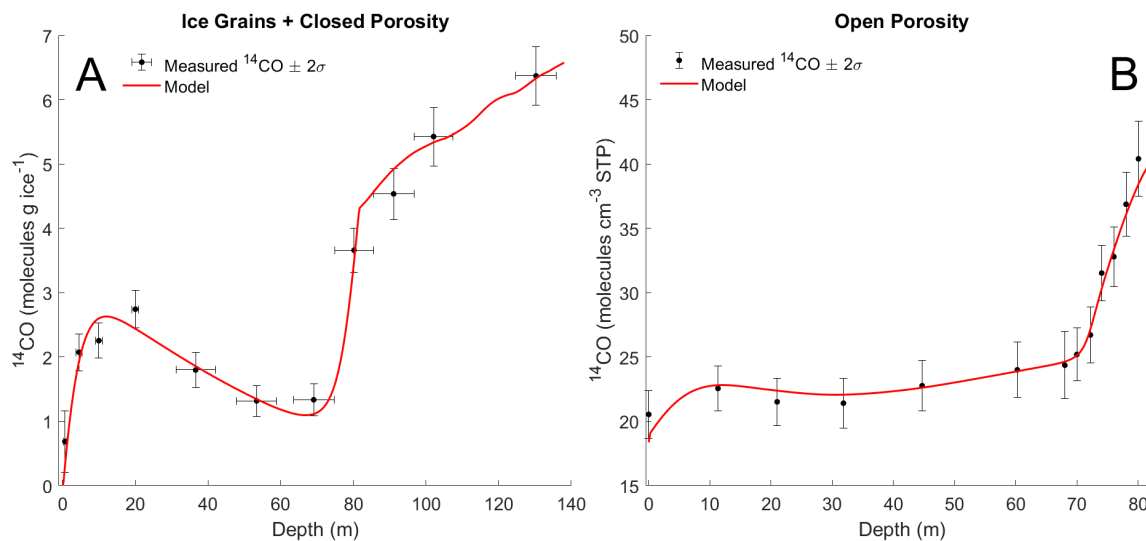 Ice Grains + Closed Porosity
A
Measured ¹⁴CO ± 2σ
Model
¹⁴CO (molecules g ice⁻¹)
7
6
5
4
3
2
1
0
0 20 40 60 80 100 120 140
Depth (m)
Open Porosity
B
Measured ¹⁴CO ± 2σ
Model
¹⁴CO (molecules cm⁻³ STP)
50
45
40
35
30
25
20
15
0 10 20 30 40 50 60 70 80
Depth (m)